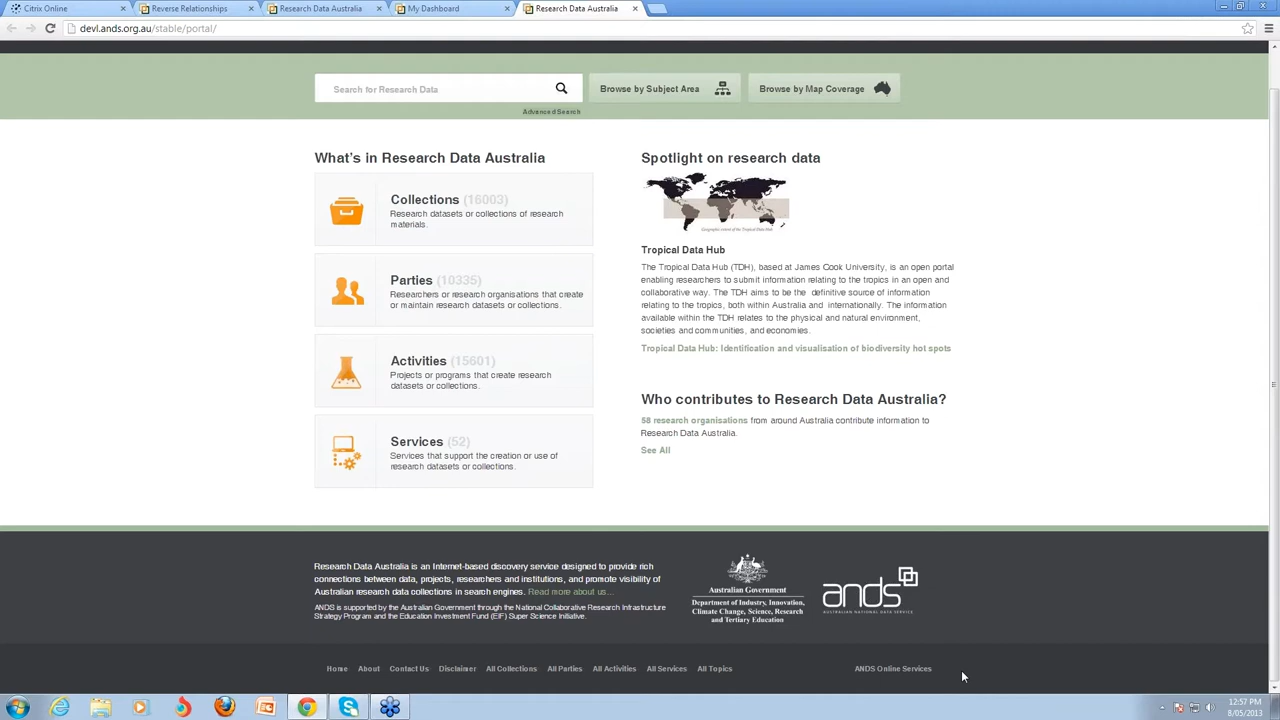 Citrix Online
Reverse Relationships
Research Data Australia
My Dashboard
Research Data Australia
devl.ands.org.au/stable/portal/
Search for Research Data
Browse by Subject Area
Browse by Map Coverage
Advanced Search
What's in Research Data Australia
Collections (16003)
Research datasets or collections of research
materials.
Parties (10335)
Researchers or research organisations that create
or maintain research datasets or collections.
Activities (15601)
Projects or programs that create research
datasets or collections.
Services (52)
Services that support the creation or use of
research datasets or collections.
Spotlight on research data
Geographic extent of the Tropical Data Hub
Tropical Data Hub
The Tropical Data Hub (TDH), based at James Cook University, is an open portal
enabling researchers to submit information relating to the tropics in an open and
collaborative way. The TDH aims to be the definitive source of information
relating to the tropics, both within Australia and internationally. The information
available within the TDH relates to the physical and natural environment,
societies and communities, and economies.
Tropical Data Hub: Identification and visualisation of biodiversity hot spots
Who contributes to Research Data Australia?
58 research organisations from around Australia contribute information to
Research Data Australia.
See All
Research Data Australia is an Internet-based discovery service designed to provide rich
connections between data, projects, researchers and institutions, and promote visibility of
Australian research data collections in search engines. Read more about us...
ANDS is supported by the Australian Government through the National Collaborative Research Infrastructure
Strategy Program and the Education Investment Fund (EIF) Super Science Initiative.
Australian Government
Department of Industry, Innovation,
Climate Change, Science, Research
and Tertiary Education
ands
AUSTRALIAN NATIONAL DATA SERVICE
Home About Contact Us Disclaimer All Collections All Parties All Activities All Services All Topics
ANDS Online Services
12:57 PM
8/05/2013